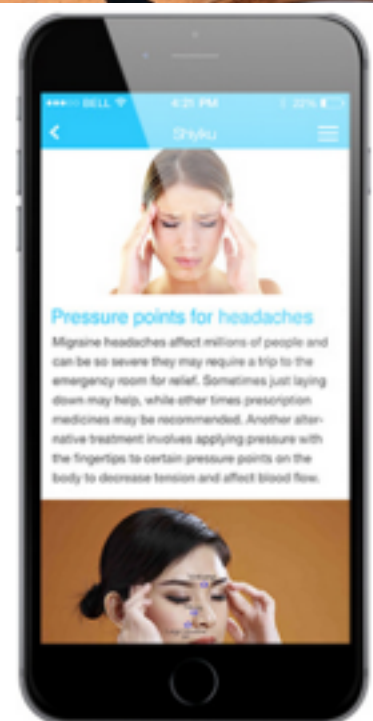 BELL 4:21 PM 22%
Shiyku
Pressure points for headaches
Migraine headaches affect millions of people and
can be so severe they may require a trip to the
emergency room for relief. Sometimes just laying
down may help, while other times prescription
medicines may be recommended. Another alter-
native treatment involves applying pressure with
the fingertips to certain pressure points on the
body to decrease tension and affect blood flow.